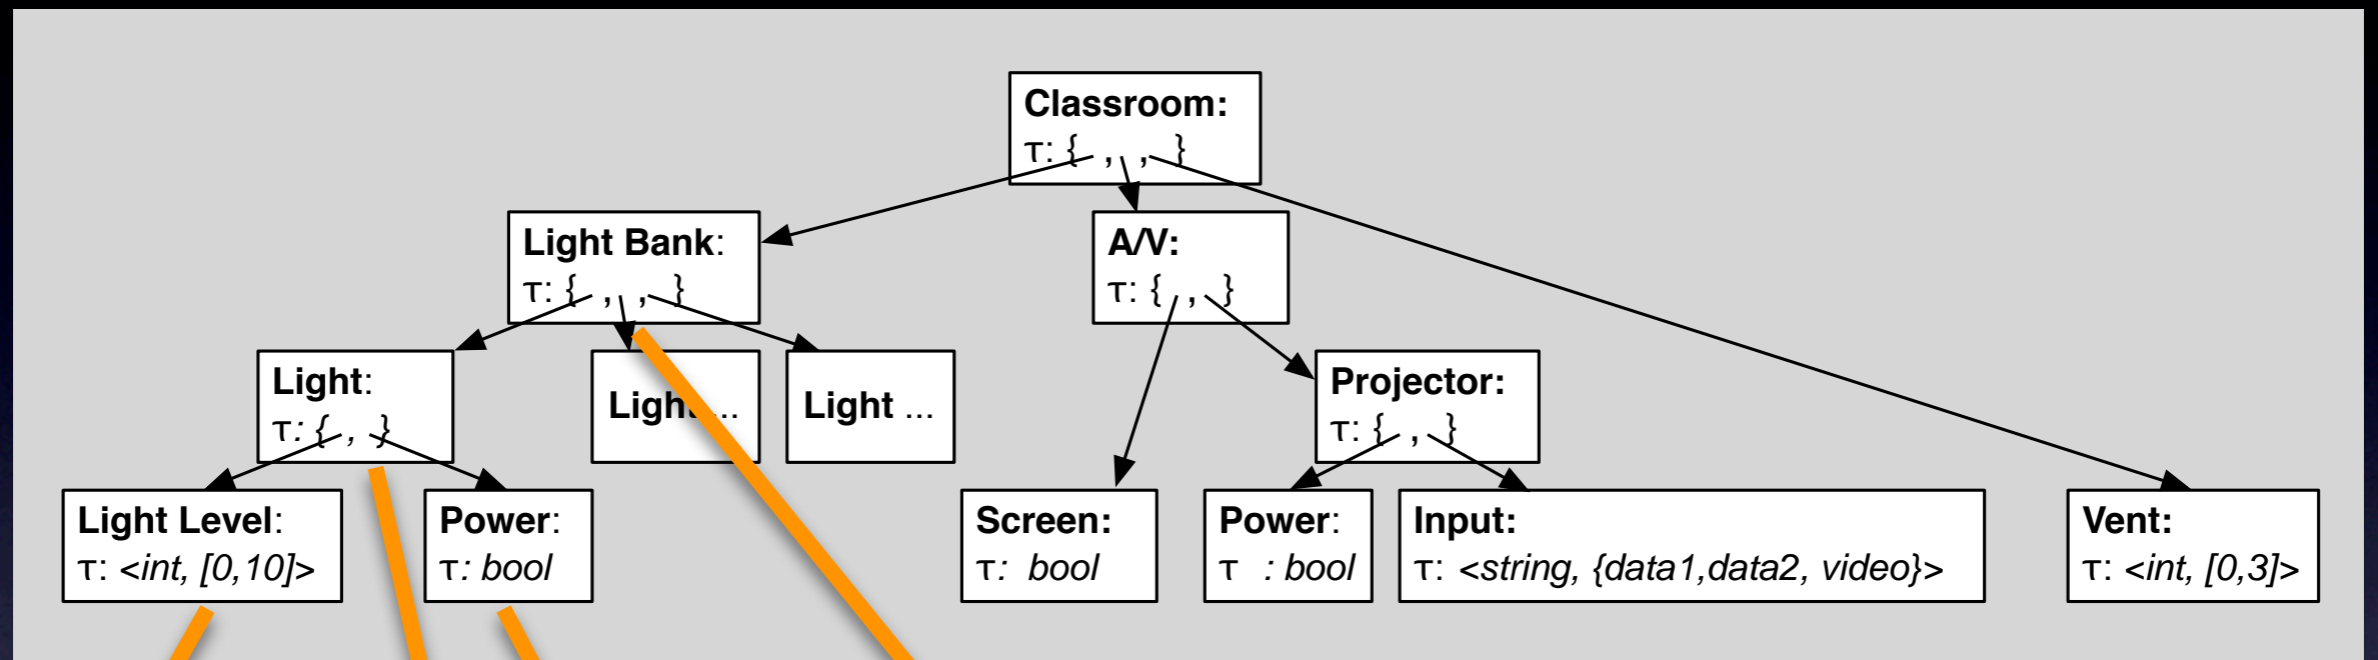 Classroom:
τ: { , , }
Light Bank:
τ: { , , }
A/V:
τ: { , }
Light:
τ: { , }
Light ...
Light ...
Projector:
τ: { , }
Light Level:
τ: <int, [0,10]>
Power:
τ: bool
Screen:
τ: bool
Power:
τ : bool
Input:
τ: <string, {data1,data2, video}>
Vent:
τ: <int, [0,3]>